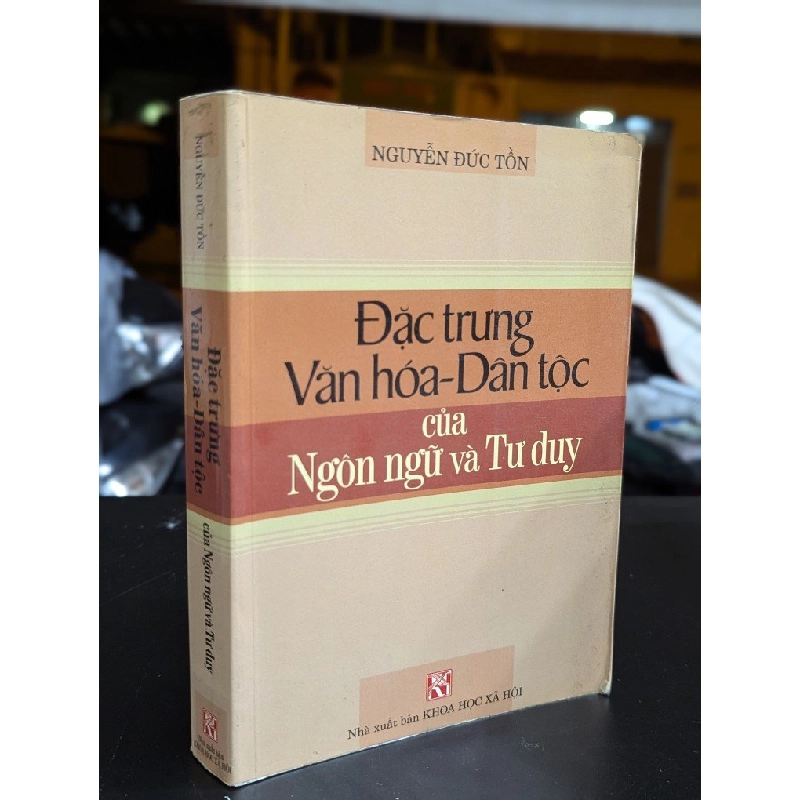 NGUYỄN ĐỨC TỒN
Đặc trưng
Văn hóa-Dân tộc
của
Ngôn ngữ và Tư duy
Nhà xuất bản KHOA HỌC XÃ HỘI
NGUYỄN ĐỨC TỒN
Đặc trưng
Văn hóa-Dân tộc
của Ngôn ngữ và Tư duy